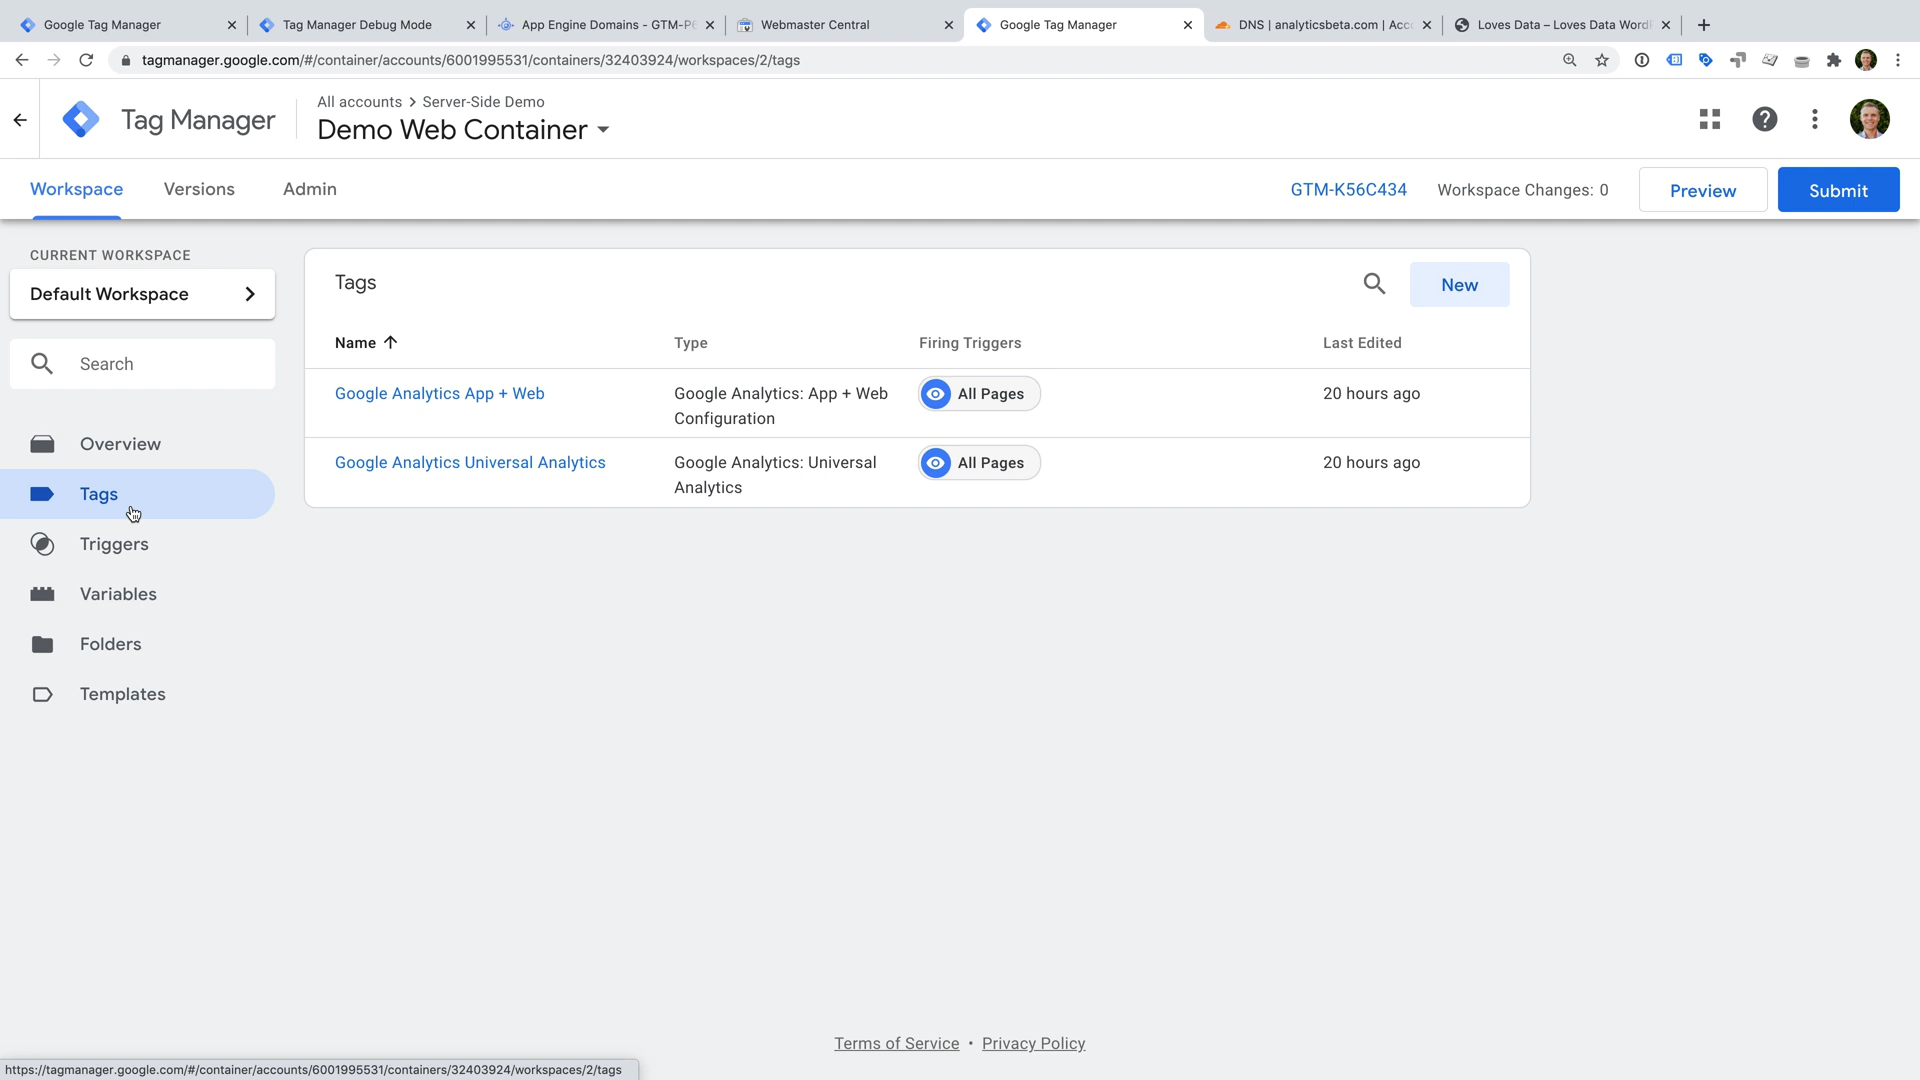 Google Tag Manager
Tag Manager Debug Mode
App Engine Domains - GTM-P6
Webmaster Central
Google Tag Manager
DNS | analyticsbeta.com | Acco
Loves Data – Loves Data Word
tagmanager.google.com/#/container/accounts/6001995531/containers/32403924/workspaces/2/tags
Tag Manager
All accounts > Server-Side Demo
Demo Web Container
Workspace
Versions
Admin
GTM-K56C434
Workspace Changes: 0
Preview
Submit
CURRENT WORKSPACE
Default Workspace
Search
Overview
Tags
Triggers
Variables
Folders
Templates
Tags
New
Name
Type
Firing Triggers
Last Edited
Google Analytics App + Web
Google Analytics: App + Web
Configuration
All Pages
20 hours ago
Google Analytics Universal Analytics
Google Analytics: Universal
Analytics
All Pages
20 hours ago
Terms of Service • Privacy Policy
https://tagmanager.google.com/#/container/accounts/6001995531/containers/32403924/workspaces/2/tags